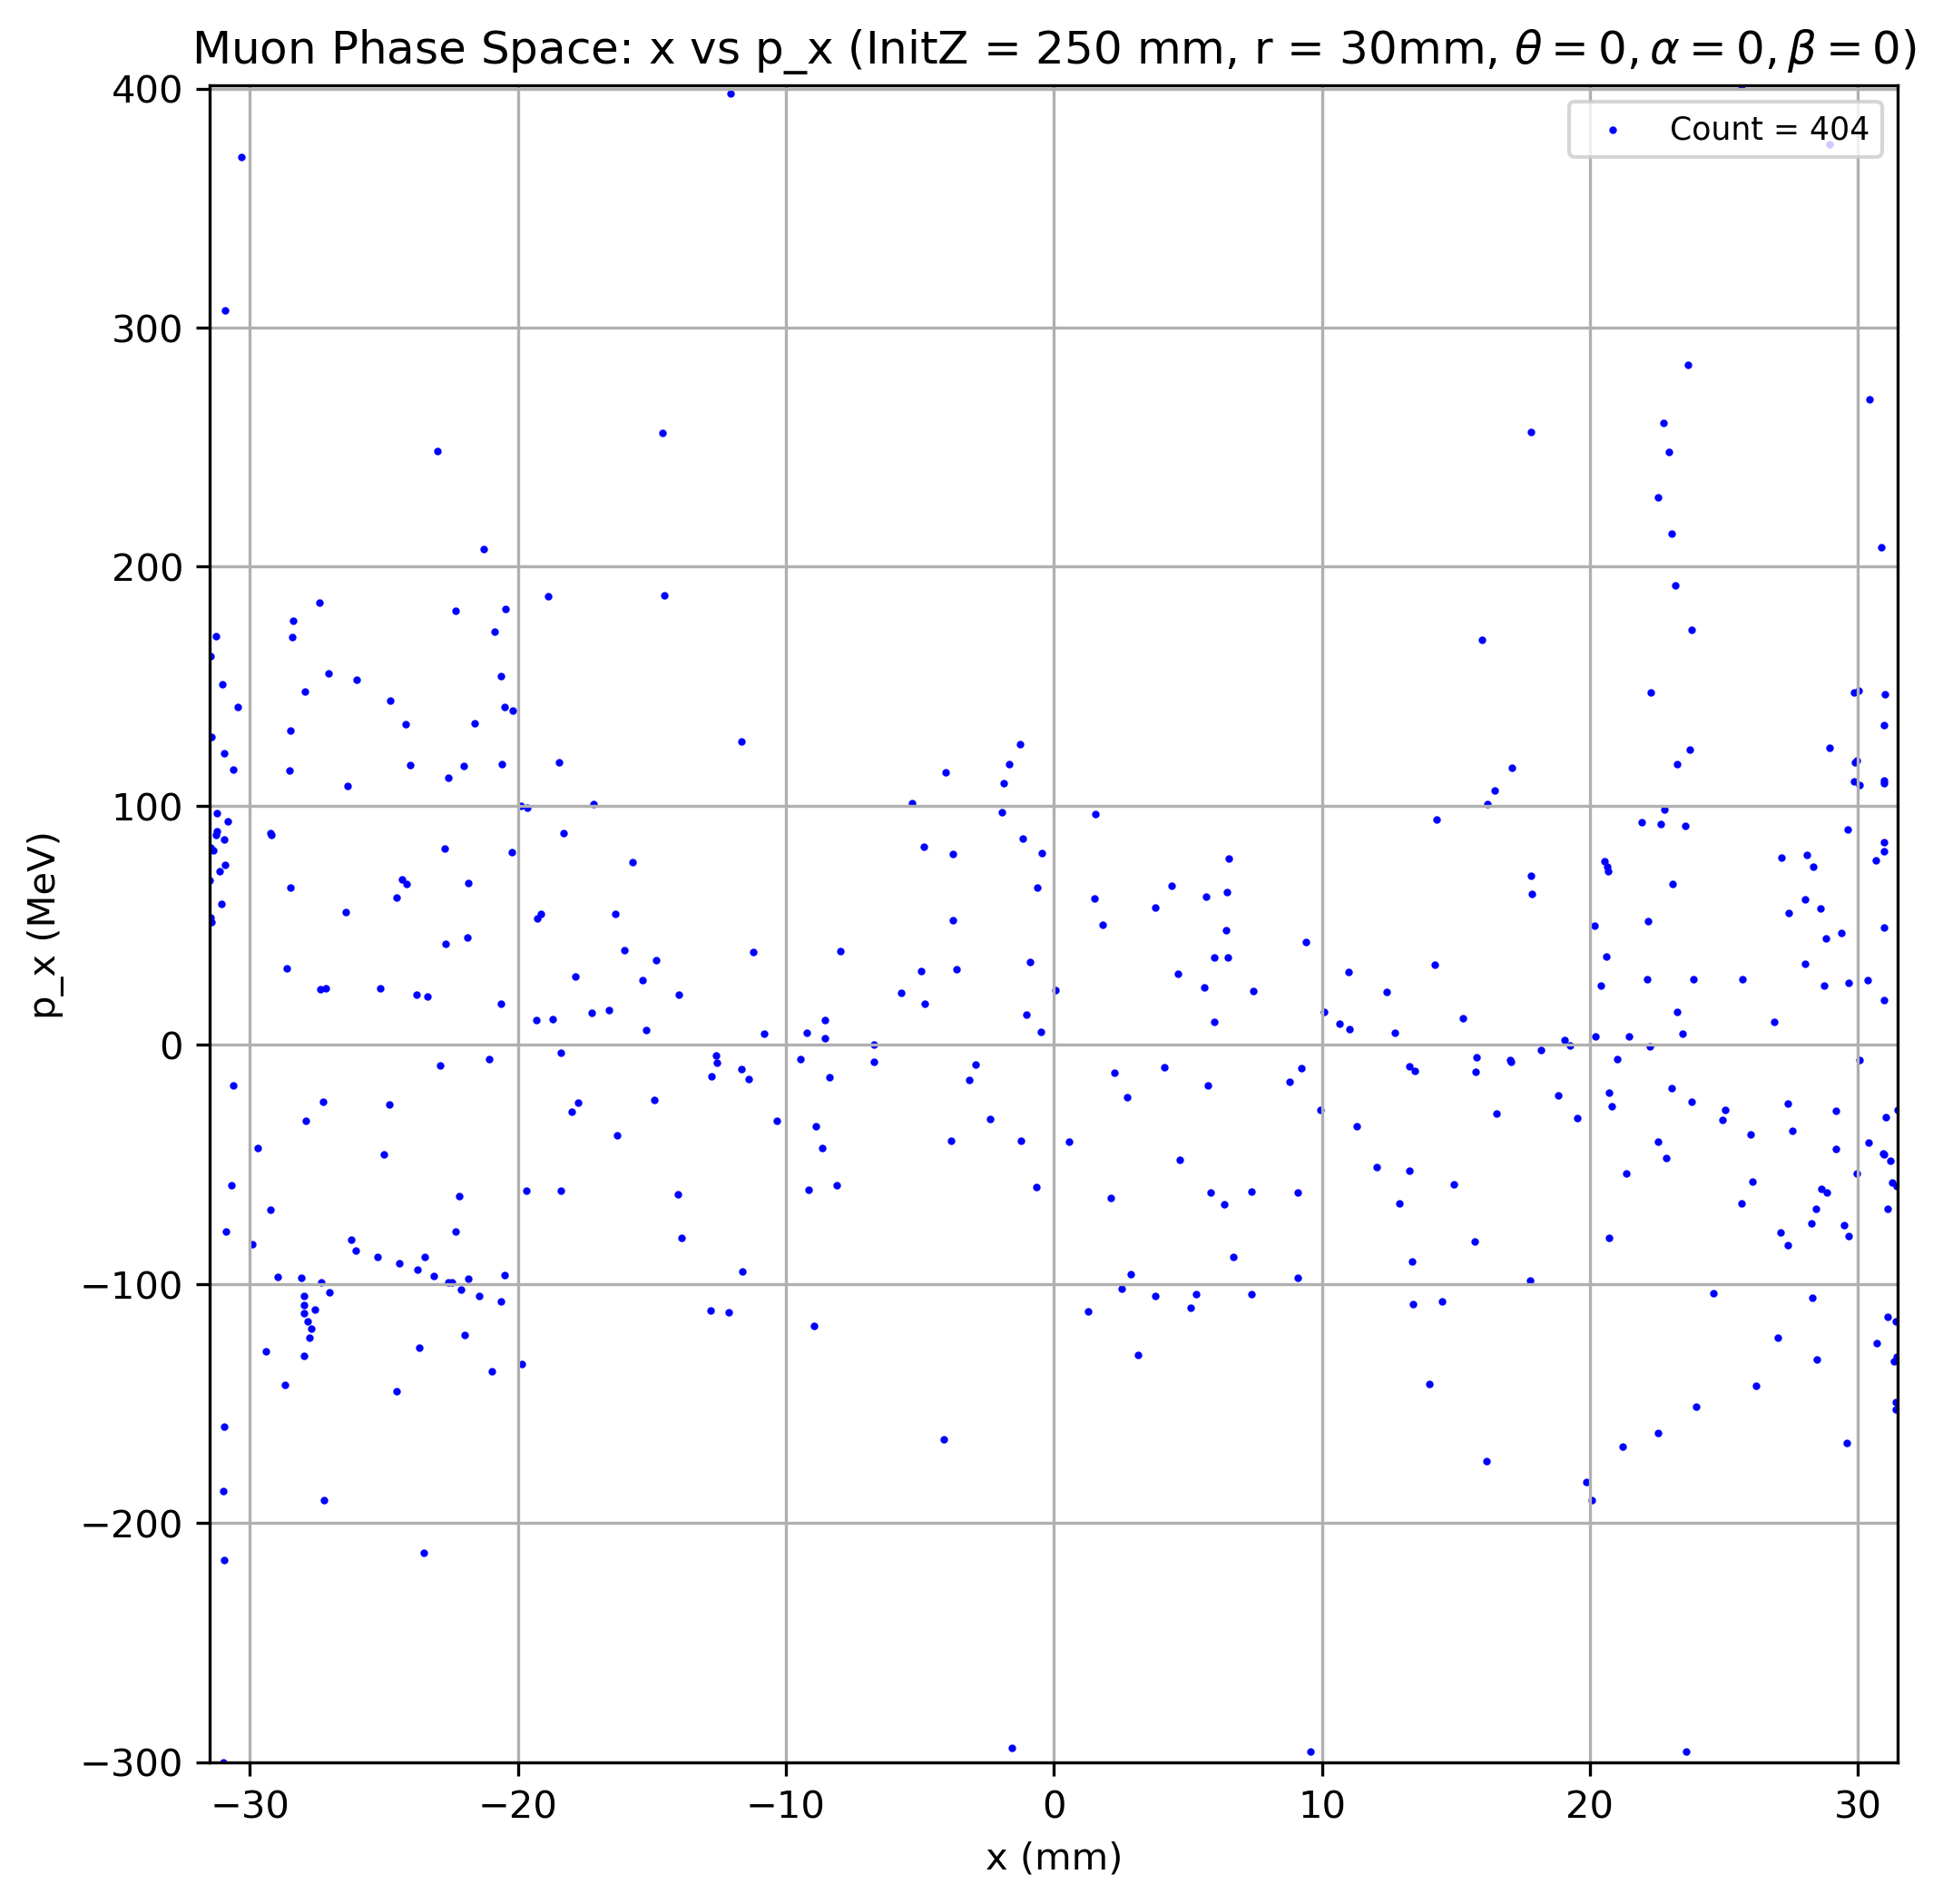 Muon Phase Space: x vs p_x (InitZ = 250 mm, r = 30mm, θ = 0, α = 0, β = 0)
Count = 404
400
300
200
100
0
−100
−200
−300
p_x (MeV)
−30 −20 −10 0 10 20 30
x (mm)